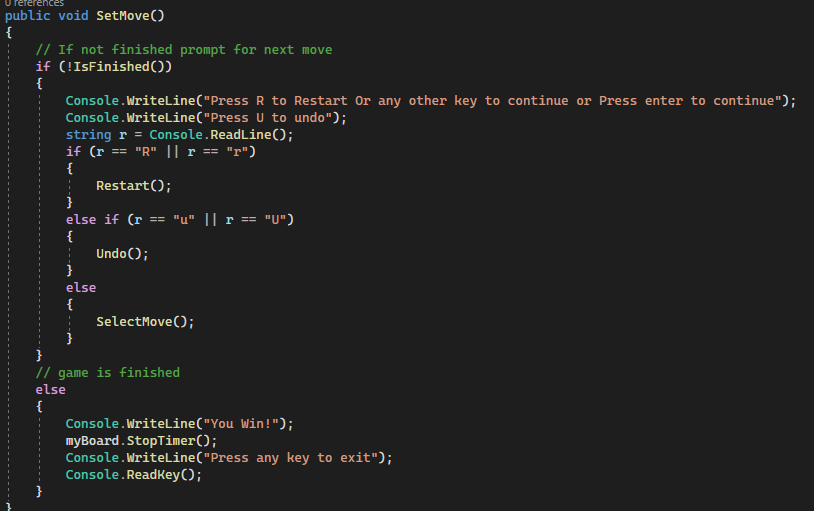 0 references
public void SetMove()
{
// If not finished prompt for next move
if (!IsFinished())
{
Console.WriteLine("Press R to Restart Or any other key to continue or Press enter to continue");
Console.WriteLine("Press U to undo");
string r = Console.ReadLine();
if (r == "R" || r == "r")
{
Restart();
}
else if (r == "u" || r == "U")
{
Undo();
}
else
{
SelectMove();
}
}
// game is finished
else
{
Console.WriteLine("You Win!");
myBoard.StopTimer();
Console.WriteLine("Press any key to exit");
Console.ReadKey();
}
}